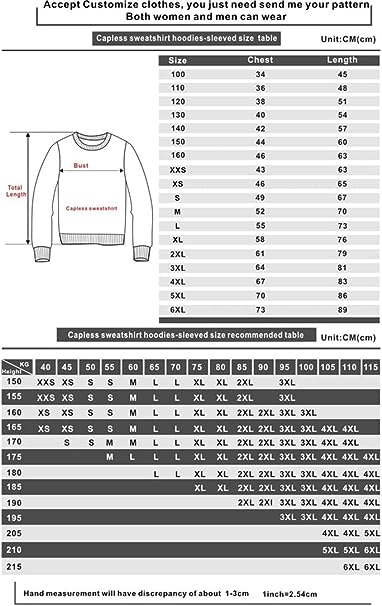 Accept Customize clothes, you just need send me your pattern
Both women and men can wear
Capless sweatshirt hoodies-sleeved size table Unit:CM(cm)
Size Chest Length
100 34 45
110 36 48
120 38 51
130 40 54
140 42 57
150 44 60
160 46 63
XXS 43 63
XS 46 65
S 49 67
M 52 70
L 55 73
XL 58 76
2XL 61 79
3XL 64 81
4XL 67 83
5XL 70 86
6XL 73 89
Total
Length
Bust
Capless sweatshirt
Capless sweatshirt hoodies-sleeved size recommended table Unit:CM(cm)
KG
Height 40 45 50 55 60 65 70 75 80 85 90 95 100 105 110 115
150 XXS XS S S M L L XL XL 2XL 3XL
155 XXS XS S S M L L XL XL 2XL 3XL
160 XS XS S S M L L XL XL 2XL 2XL 3XL 3XL
165 XS XS S S M L L XL XL 2XL 2XL 3XL 3XL 4XL 4XL
170 S S M M L L XL XL 2XL 2XL 3XL 3XL 4XL 4XL 4XL
175 M L L L XL XL 2XL 2XL 3XL 3XL 4XL 4XL 4XL
180 L L XL XL 2XL 2XL 3XL 3XL 4XL 4XL 4XL
185 XL XL 2XL 2XL 3XL 3XL 4XL 4XL 4XL
190 2XL 2Xl 3XL 3XL 4XL 4XL 4XL
195 3XL 3XL 4XL 4XL 4XL
205 4XL 4XL 5XL
210 5XL 5XL 6XL
215 6XL 6XL
Hand measurement will have discrepancy of about 1-3cm 1inch=2.54cm